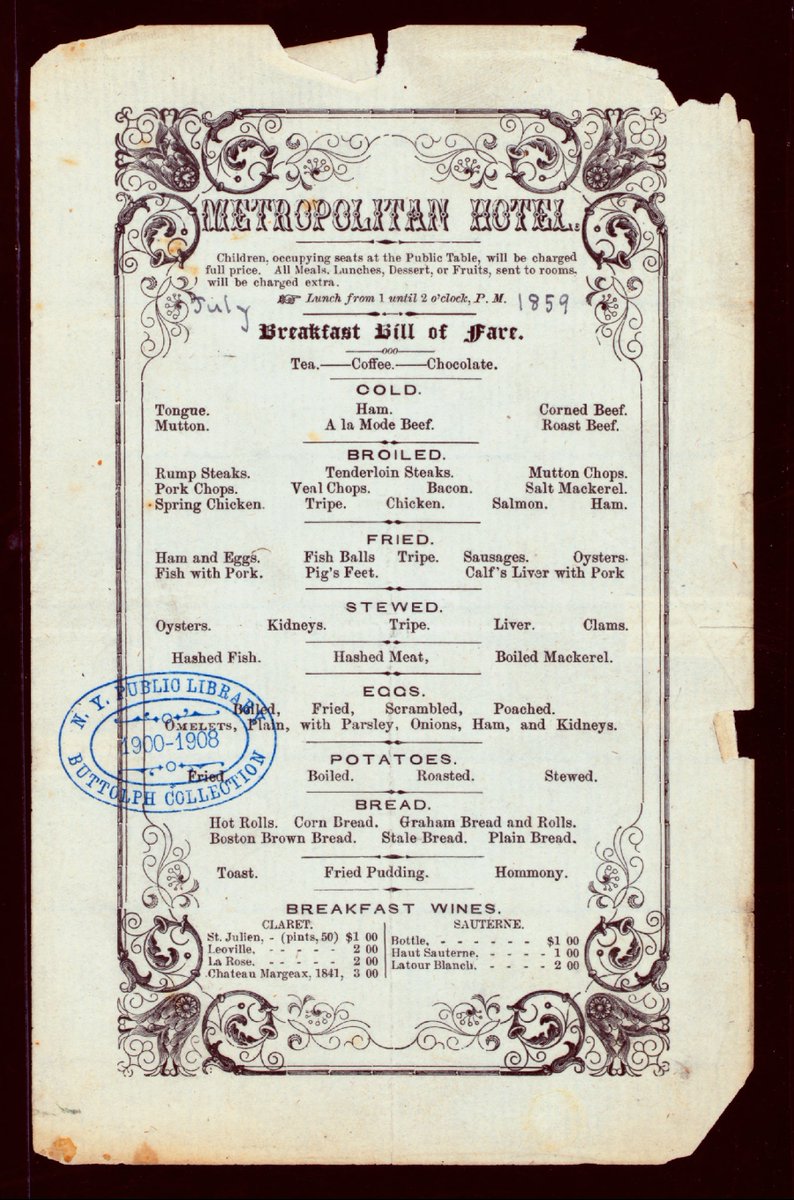 METROPOLITAN HOTEL.
Children, occupying seats at the Public Table, will be charged
full price. All Meals, Lunches, Dessert, or Fruits, sent to rooms,
will be charged extra.
☞ Lunch from 1 until 2 o'clock, P. M.
July 1859
Breakfast Bill of Fare.
ooo
Tea.——Coffee.——Chocolate.
COLD.
Tongue. Ham. Corned Beef.
Mutton. A la Mode Beef. Roast Beef.
BROILED.
Rump Steaks. Tenderloin Steaks. Mutton Chops.
Pork Chops. Veal Chops. Bacon. Salt Mackerel.
Spring Chicken. Tripe. Chicken. Salmon. Ham.
FRIED.
Ham and Eggs. Fish Balls Tripe. Sausages. Oysters.
Fish with Pork. Pig's Feet. Calf's Liver with Pork
STEWED.
Oysters. Kidneys. Tripe. Liver. Clams.
Hashed Fish. Hashed Meat, Boiled Mackerel.
EGGS.
Boiled, Fried, Scrambled, Poached.
OMELETS, Plain, with Parsley, Onions, Ham, and Kidneys.
N. Y. PUBLIC LIBRARY
1900-1908
BUTTOLPH COLLECTION
POTATOES.
Fried. Boiled. Roasted. Stewed.
BREAD.
Hot Rolls. Corn Bread. Graham Bread and Rolls.
Boston Brown Bread. Stale Bread. Plain Bread.
Toast. Fried Pudding. Hommony.
BREAKFAST WINES.
CLARET.
St. Julien, - (pints, 50) $1 00
Leoville, - - - - - 2 00
La Rose. - - - - - 2 00
Chateau Margeax, 1841, 3 00
SAUTERNE.
Bottle, - - - - - - $1 00
Haut Sauterne, - - - - - 1 00
Latour Blanch. - - - - - 2 00